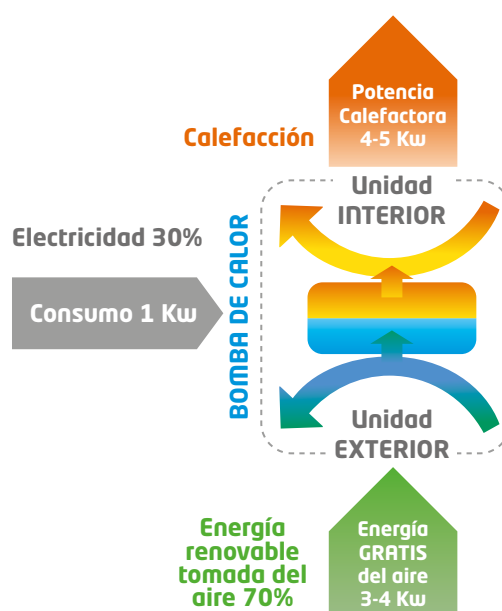 Potencia
Calefactora
4-5 Kw
Calefacción
Unidad
INTERIOR
Electricidad 30%
Consumo 1 Kw
BOMBA DE CALOR
Unidad
EXTERIOR
Energía
renovable
tomada del
aire 70%
Energía
GRATIS
del aire
3-4 Kw